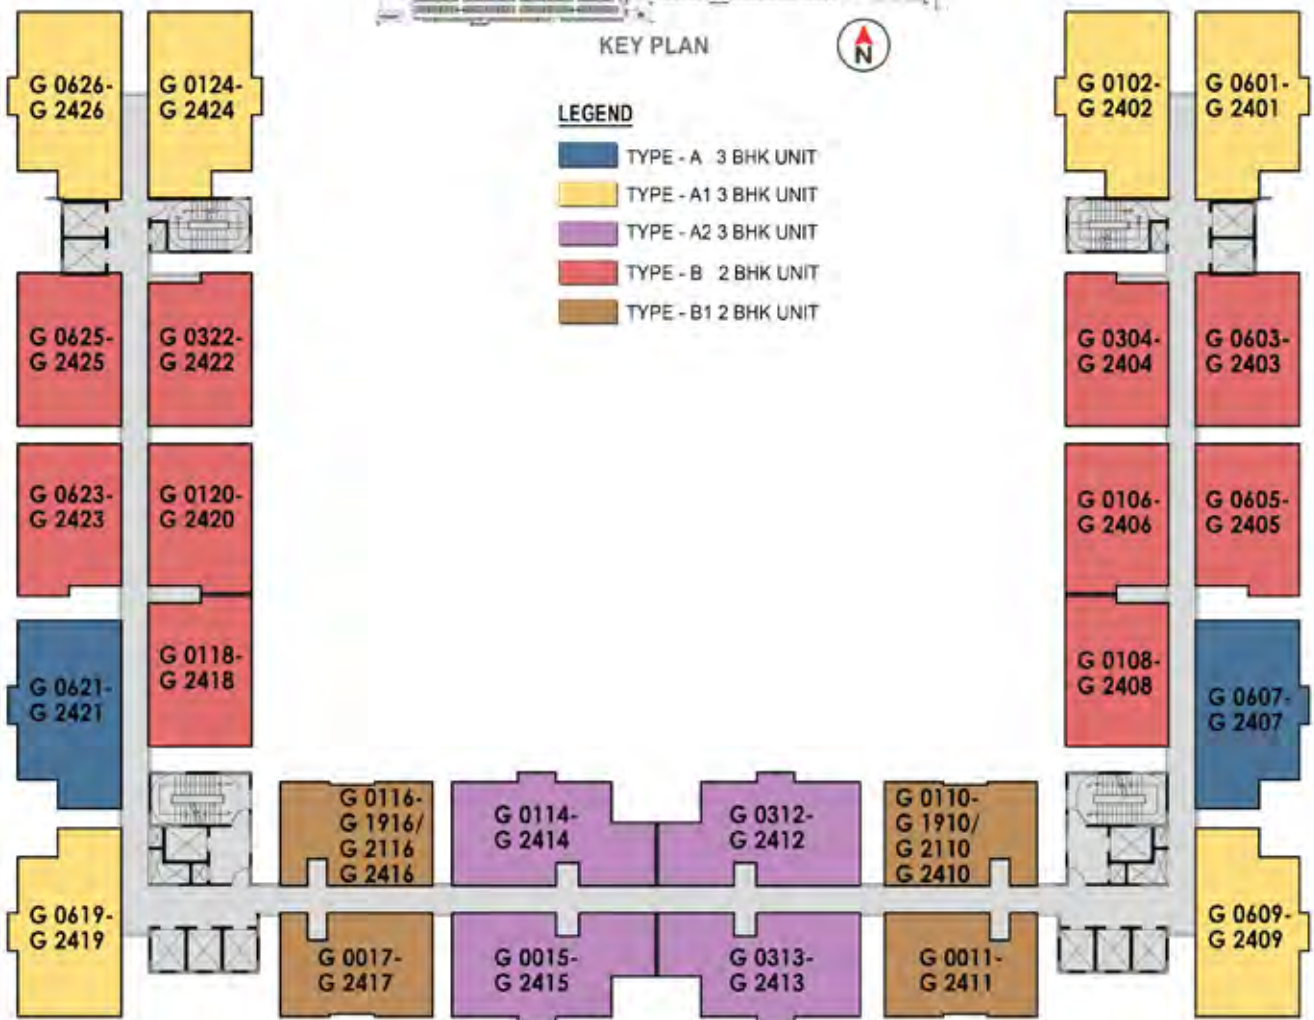 KEY PLAN
N
LEGEND
TYPE - A 3 BHK UNIT
TYPE - A1 3 BHK UNIT
TYPE - A2 3 BHK UNIT
TYPE - B 2 BHK UNIT
TYPE - B1 2 BHK UNIT
G 0626-
G 2426
G 0124-
G 2424
G 0102-
G 2402
G 0601-
G 2401
G 0625-
G 2425
G 0322-
G 2422
G 0304-
G 2404
G 0603-
G 2403
G 0623-
G 2423
G 0120-
G 2420
G 0106-
G 2406
G 0605-
G 2405
G 0621-
G 2421
G 0118-
G 2418
G 0108-
G 2408
G 0607-
G 2407
G 0116-
G 1916/
G 2116
G 2416
G 0114-
G 2414
G 0312-
G 2412
G 0110-
G 1910/
G 2110
G 2410
G 0619-
G 2419
G 0017-
G 2417
G 0015-
G 2415
G 0313-
G 2413
G 0011-
G 2411
G 0609-
G 2409